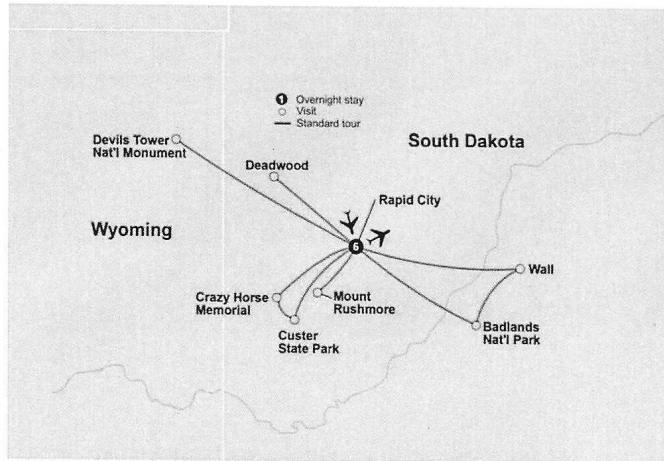 1 Overnight stay
Visit
Standard tour
South Dakota
Devils Tower
Nat'l Monument
Deadwood
Rapid City
Wyoming
6
Wall
Crazy Horse
Memorial
Mount
Rushmore
Custer
State Park
Badlands
Nat'l Park